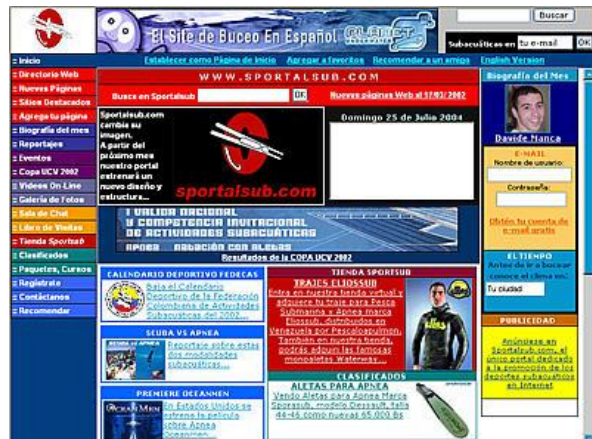 El Site de Buceo En Español
PLANET
Buscar
Subacuáticas en tu e-mail OK
Establecer como Página de Inicio Agregar a favoritos Recomendar a un amigo English Version
:: Inicio
:: Directorio Web
:: Nuevas Páginas
:: Sitios Destacados
:: Agrega tu página
:: Biografía del mes
:: Reportajes
:: Eventos
:: Copa UCV 2002
:: Videos On-Line
:: Galería de Fotos
:: Sala de Chat
:: Libro de Visitas
:: Tienda Sportsub
:: Clasificados
:: Paquetes, Cursos
:: Regístrate
:: Contáctanos
:: Recomendar
WWW.SPORTALSUB.COM
Busca en Sportalsub OK Nuevas páginas Web al 17/03/2002
Sportalsub.com
cambia su
imagen.
A partir del
próximo mes
nuestro portal
estrenará un
nuevo diseño y
estructura...
sportalsub.com
Domingo 25 de Julio 2004
I VALIDA NACIONAL
Y COMPETENCIA INVITACIONAL
DE ACTIVIDADES SUBACUÁTICAS
APNEA NATACIÓN CON ALETAS
Resultados de la COPA UCV 2002
CALENDARIO DEPORTIVO FEDECAS
Baja el Calendario
Deportivo de la Federación
Colombiana de Actividades
Subacuáticas del 2002...
SCUBA VS APNEA
SCUBA vs APNEA
Reportaje sobre estas
dos modalidades
subacuáticas...
PREMIERE OCEANMEN
OCEAN MEN
En Estados Unidos se
estrena la película
sobre Apnea
Oceanmen...
TIENDA SPORTSUB
TRAJES ELIOSSUB
Entra en nuestra tienda virtual y
adquiere tu traje para Pesca
Submarina y Apnea marca
Eliossub, distribuidos en
Venezuela por Pescaloapulmon.
También en nuestra tienda,
podrás adquirir las famosas
monoaletas Waterway...
CLASIFICADOS
ALETAS PARA APNEA
Vendo Aletas para Apnea Marca
Sporasub, modelo Dessault, talla
44-46 como nuevas 65.000 Bs
Biografía del Mes
Davide Manca
E-MAIL
Nombre de usuario:
Contraseña:
Obtén tu cuenta de
e-mail gratis
EL TIEMPO
Antes de ir a bucear
conoce el clima en:
Tu ciudad
PUBLICIDAD
Anúnciese en
Sportalsub.com, el
único portal dedicado
a la promoción de los
deportes subacuáticos
en Internet